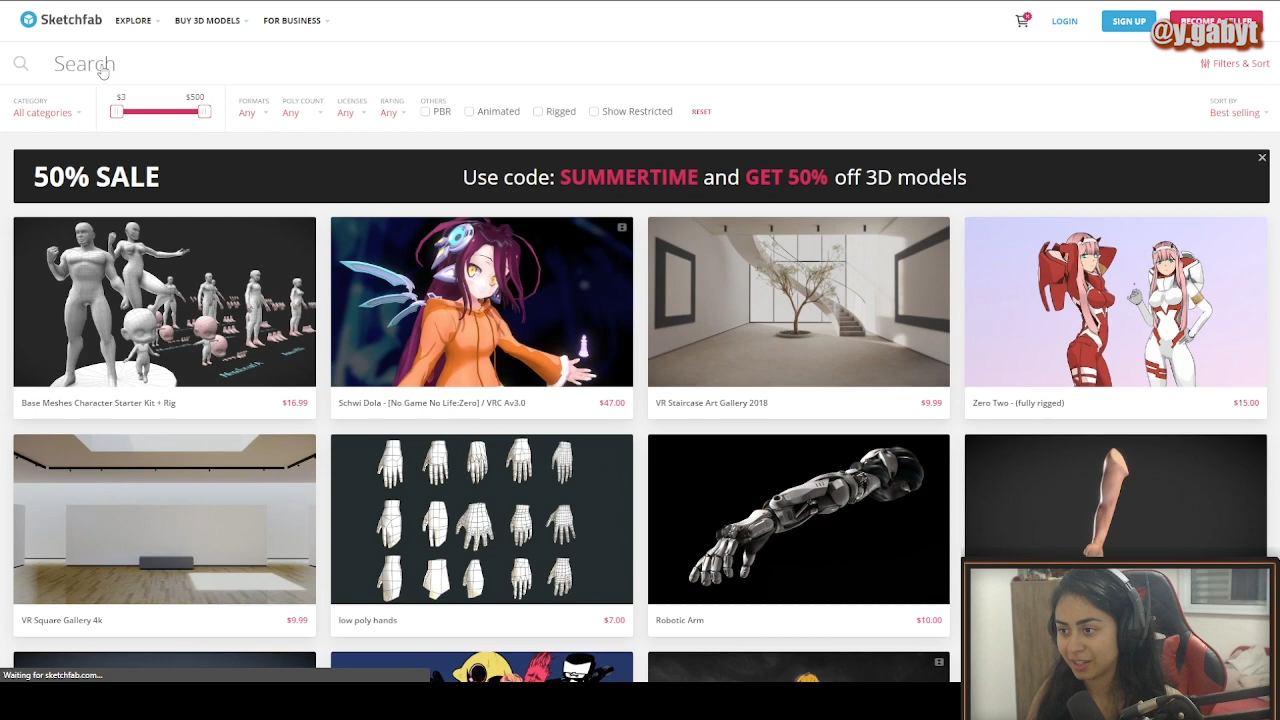 Sketchfab EXPLORE BUY 3D MODELS FOR BUSINESS LOGIN SIGN UP BECOME A SELLER
@y.gabyt
Search
Filters & Sort
CATEGORY $3 $500 FORMATS POLY COUNT LICENSES RATING OTHERS SORT BY
All categories Any Any Any Any PBR Animated Rigged Show Restricted RESET Best selling
50% SALE Use code: SUMMERTIME and GET 50% off 3D models
Base Meshes Character Starter Kit + Rig $16.99
Schwi Dola - [No Game No Life:Zero] / VRC Av3.0 $47.00
VR Staircase Art Gallery 2018 $9.99
Zero Two - (fully rigged) $15.00
VR Square Gallery 4k $9.99
low poly hands $7.00
Robotic Arm $10.00
Waiting for sketchfab.com...